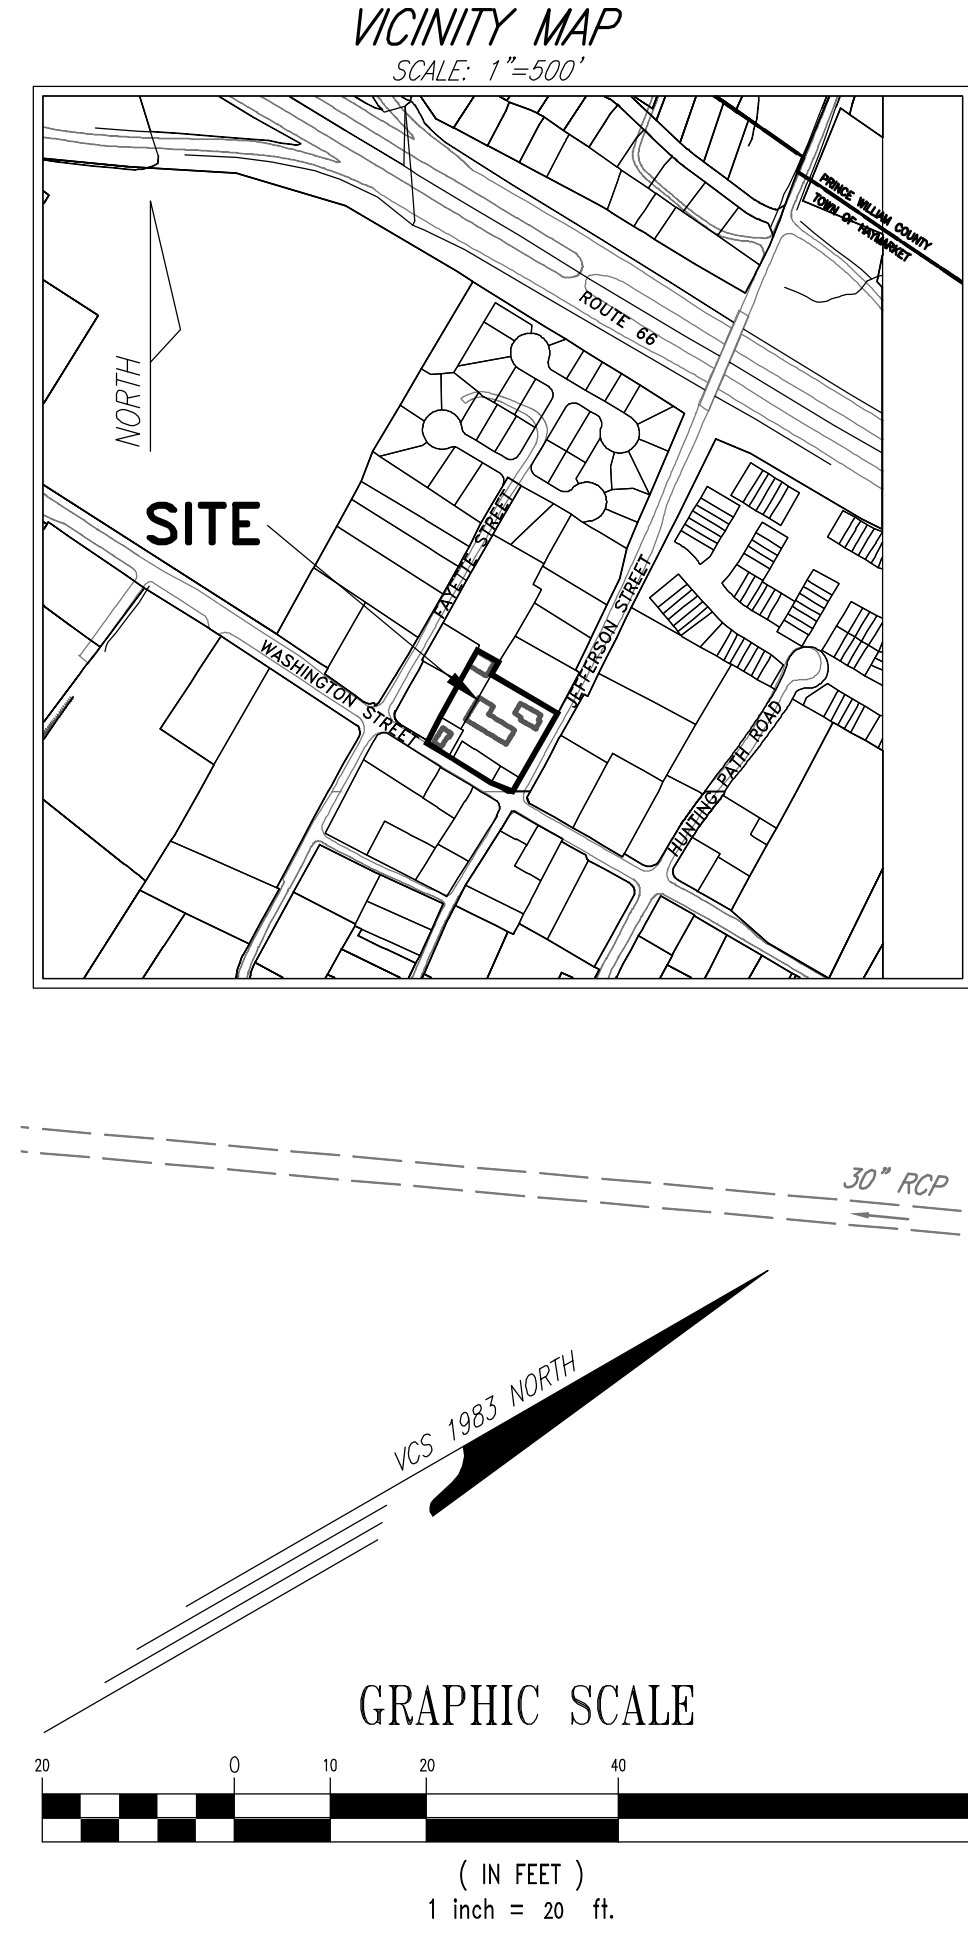 VICINITY MAP
SCALE: 1"=500'
PRINCE WILLIAM COUNTY
TOWN OF HAYMARKET
ROUTE 66
NORTH
SITE
FAYETTE STREET
JEFFERSON STREET
WASHINGTON STREET
HUNTING PATH ROAD
30" RCP
VCS 1983 NORTH
GRAPHIC SCALE
20 0 10 20 40
( IN FEET )
1 inch = 20 ft.